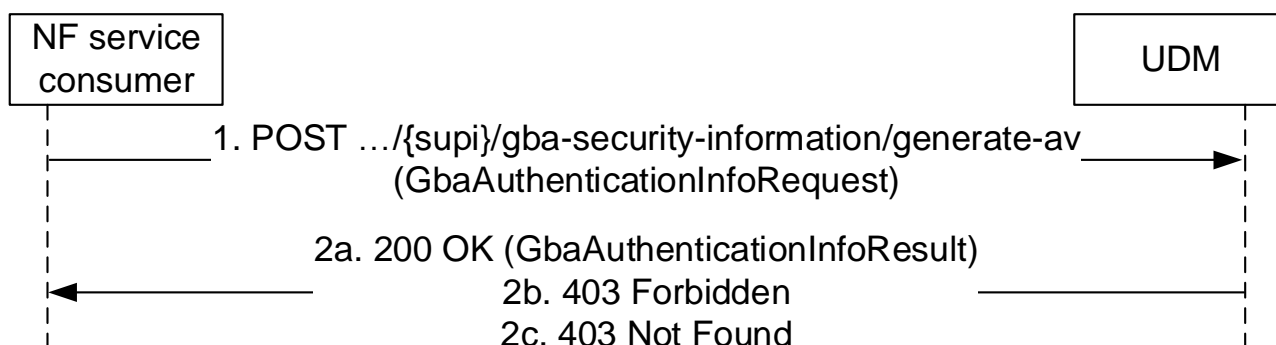 NF service
consumer
UDM
1. POST …/{supi}/gba-security-information/generate-av
(GbaAuthenticationInfoRequest)
2a. 200 OK (GbaAuthenticationInfoResult)
2b. 403 Forbidden
2c. 403 Not Found